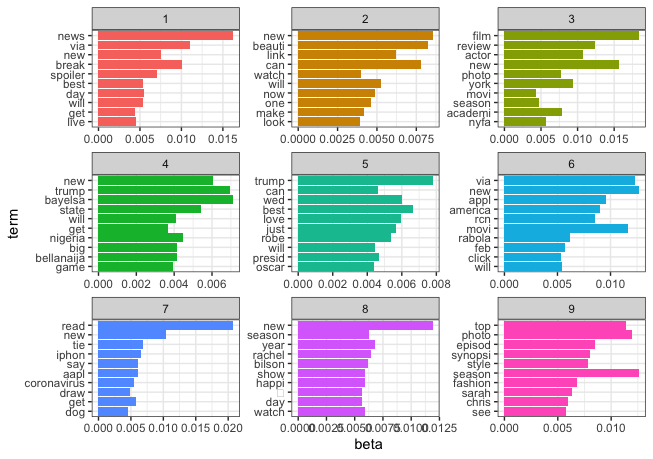 1
news
via
new
break
spoiler
best
day
will
get
live
0.000 0.005 0.010 0.015
2
new
beauti
link
can
watch
will
now
one
make
look
0.0000 0.0025 0.0050 0.0075
3
film
review
actor
new
photo
york
movi
season
academi
nyfa
0.000 0.005 0.010 0.015
4
new
trump
bayelsa
state
will
get
nigeria
big
bellanaija
game
0.000 0.002 0.004 0.006
5
trump
can
wed
best
love
just
robe
will
presid
oscar
0.000 0.002 0.004 0.006 0.008
6
via
new
appl
america
rcn
movi
rabola
feb
click
will
0.000 0.005 0.010
7
read
new
tie
iphon
say
aapl
coronavirus
draw
get
dog
0.000 0.005 0.010 0.015 0.020
8
new
season
year
rachel
bilson
show
happi
day
watch
0.0000 0.0025 0.0050 0.0075 0.0100 0.0125
9
top
photo
episod
synopsi
style
season
fashion
sarah
chris
see
0.000 0.005 0.010
term
beta